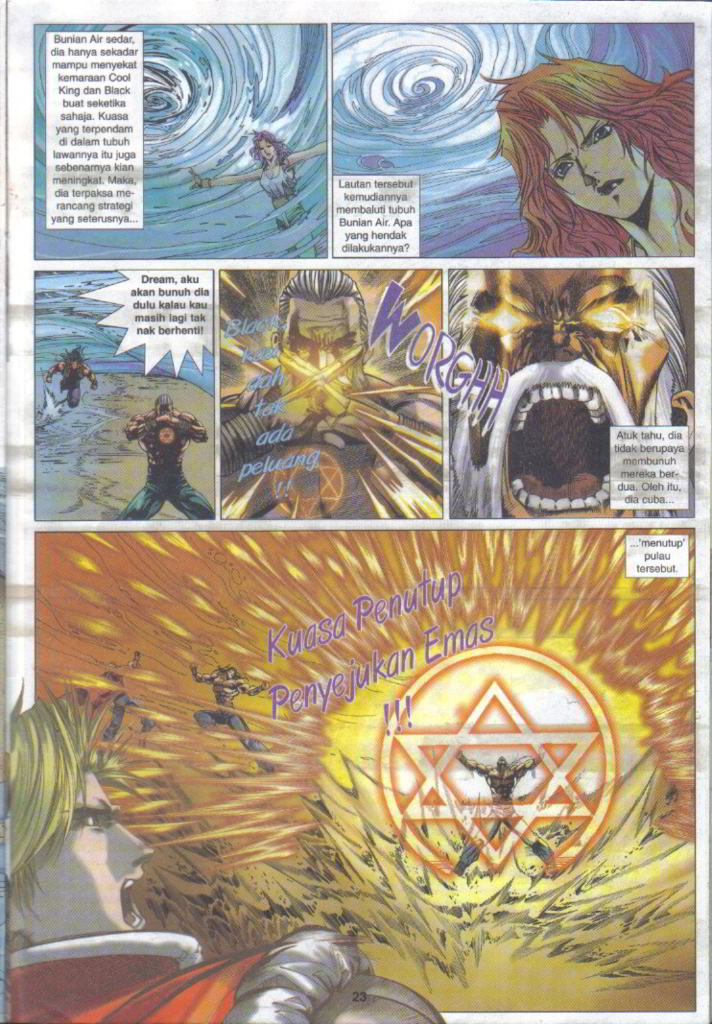 Bunian Air sedar,
dia hanya sekadar
mampu menyekat
kemaraan Cool
King dan Black
buat seketika
sahaja. Kuasa
yang terpendam
di dalam tubuh
lawannya itu juga
sebenarnya kian
meningkat. Maka,
dia terpaksa me-
rancang strategi
yang seterusnya...
Lautan tersebut
kemudiannya
membaluti tubuh
Bunian Air. Apa
yang hendak
dilakukannya?
Dream, aku
akan bunuh dia
dulu kalau kau
masih lagi tak
nak berhenti!
Black
kau
dah
tak
ada
peluang
!!
WORGHH
Atuk tahu, dia
tidak berupaya
membunuh
mereka ber-
dua. Oleh itu,
dia cuba...
...'menutup'
pulau
tersebut.
Kuasa Penutup
Penyejukan Emas
!!!
23